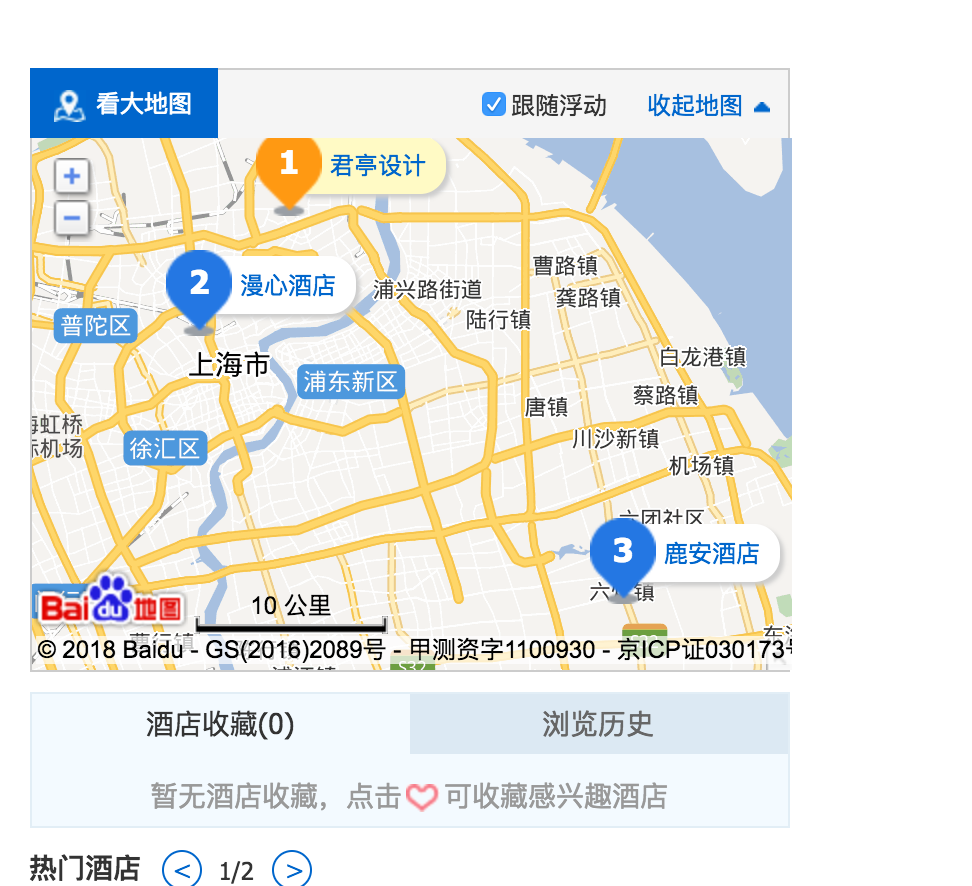 看大地图
跟随浮动
收起地图
+
−
1 君亭设计
2 漫心酒店
浦兴路街道
曹路镇
龚路镇
陆行镇
普陀区
上海市
浦东新区
白龙港镇
蔡路镇
唐镇
虹桥
机场
徐汇区
川沙新镇
机场镇
六团社区
3 鹿安酒店
Bai du 地图
10 公里
曹行镇
© 2018 Baidu - GS(2016)2089号 - 甲测资字1100930 - 京ICP证030173号
S32
酒店收藏(0)
浏览历史
暂无酒店收藏，点击 可收藏感兴趣酒店
热门酒店 < 1/2 >